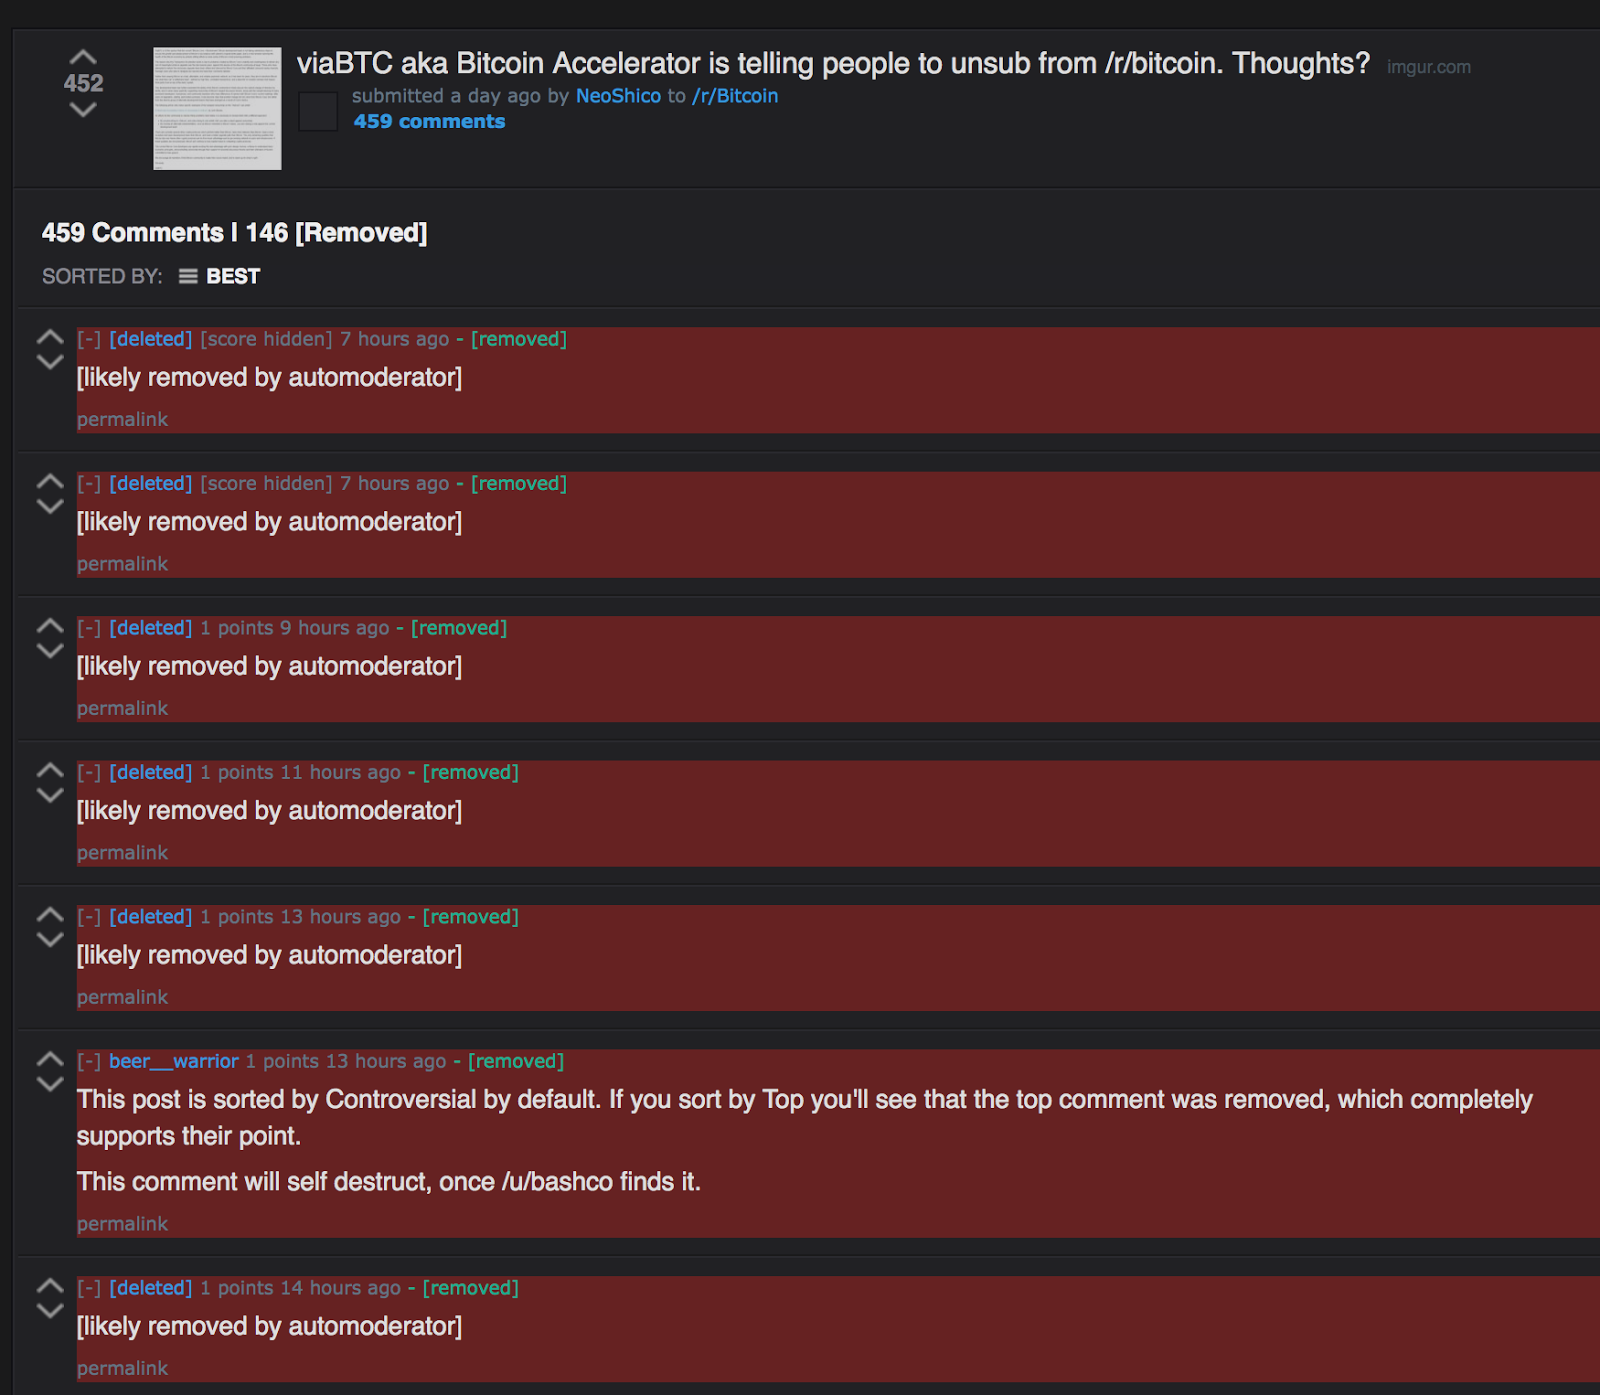 452
viaBTC aka Bitcoin Accelerator is telling people to unsub from /r/bitcoin. Thoughts? imgur.com
submitted a day ago by NeoShico to /r/Bitcoin
459 comments
459 Comments | 146 [Removed]
SORTED BY: BEST
[-] [deleted] [score hidden] 7 hours ago - [removed]
[likely removed by automoderator]
permalink
[-] [deleted] [score hidden] 7 hours ago - [removed]
[likely removed by automoderator]
permalink
[-] [deleted] 1 points 9 hours ago - [removed]
[likely removed by automoderator]
permalink
[-] [deleted] 1 points 11 hours ago - [removed]
[likely removed by automoderator]
permalink
[-] [deleted] 1 points 13 hours ago - [removed]
[likely removed by automoderator]
permalink
[-] beer__warrior 1 points 13 hours ago - [removed]
This post is sorted by Controversial by default. If you sort by Top you'll see that the top comment was removed, which completely
supports their point.
This comment will self destruct, once /u/bashco finds it.
permalink
[-] [deleted] 1 points 14 hours ago - [removed]
[likely removed by automoderator]
permalink